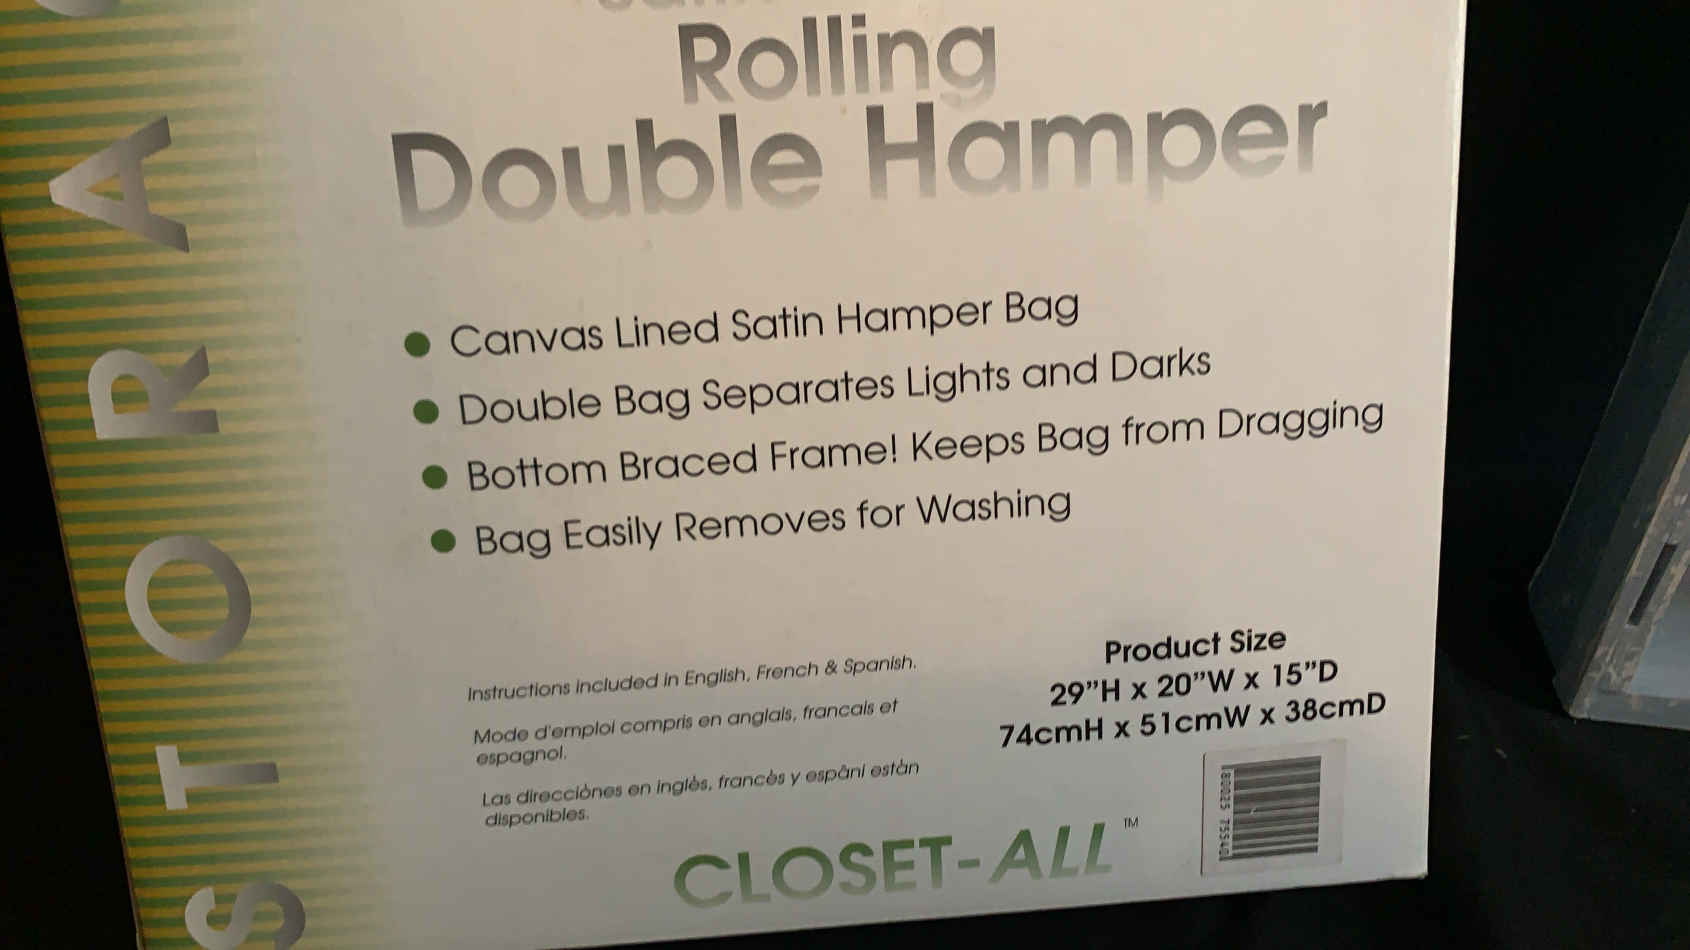 Rolling
Double Hamper
Canvas Lined Satin Hamper Bag
Double Bag Separates Lights and Darks
Bottom Braced Frame! Keeps Bag from Dragging
Bag Easily Removes for Washing
Instructions included in English, French & Spanish.
Mode d'emploi compris en anglais, francais et
espagnol.
Las direcciònes en inglès, francès y espâni estàn
disponibles.
Product Size
29”H x 20”W x 15”D
74cmH x 51cmW x 38cmD
CLOSET-ALL™
STORA